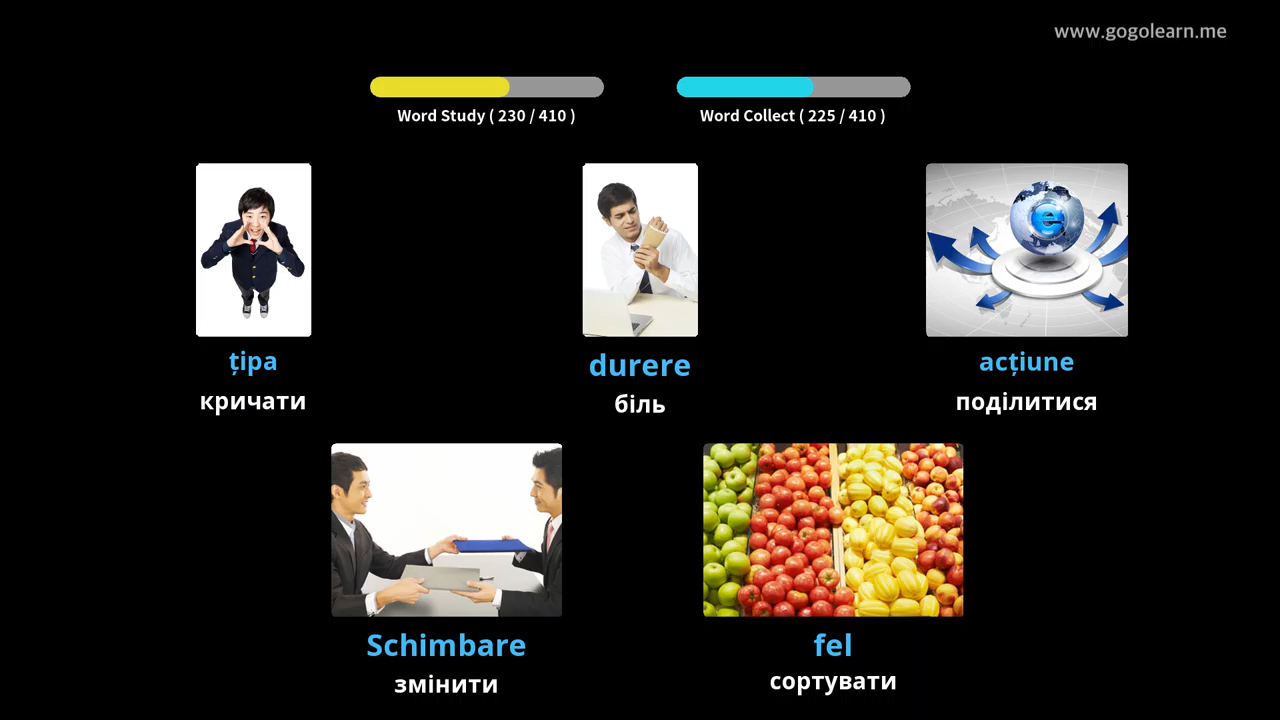 www.gogolearn.me
Word Study ( 230 / 410 )
Word Collect ( 225 / 410 )
țipa
кричати
durere
біль
acțiune
поділитися
Schimbare
змінити
fel
сортувати